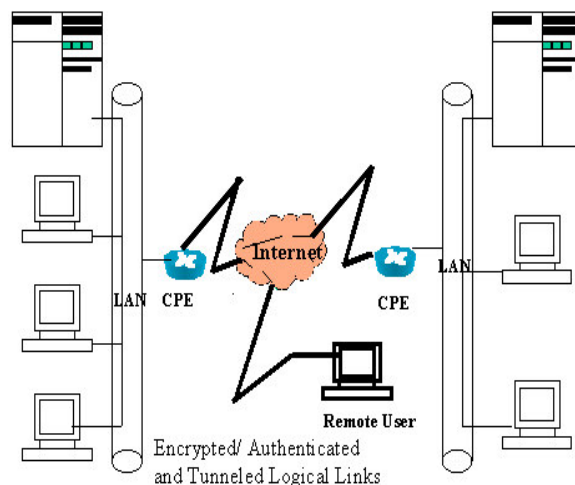 Internet
LAN
CPE
CPE
LAN
Remote User
Encrypted/ Authenticated
and Tunneled Logical Links